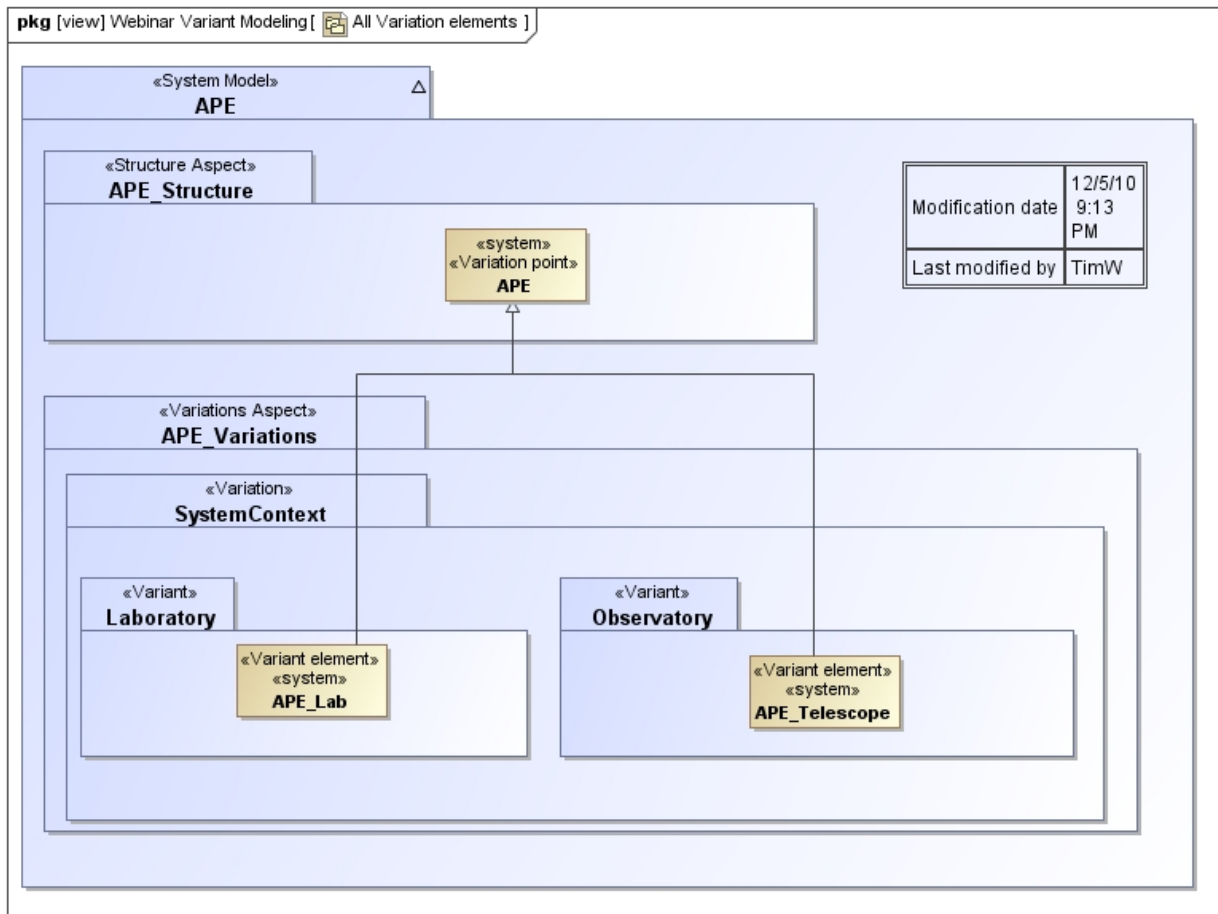 pkg [view] Webinar Variant Modeling [ All Variation elements ]
«System Model»
APE
«Structure Aspect»
APE_Structure
«system»
«Variation point»
APE
Modification date
12/5/10
9:13
PM
Last modified by
TimW
«Variations Aspect»
APE_Variations
«Variation»
SystemContext
«Variant»
Laboratory
«Variant element»
«system»
APE_Lab
«Variant»
Observatory
«Variant element»
«system»
APE_Telescope